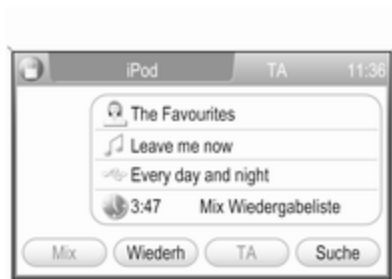 iPod TA 11:36
The Favourites
Leave me now
Every day and night
3:47 Mix Wiedergabeliste
Mix Wiederh TA Suche